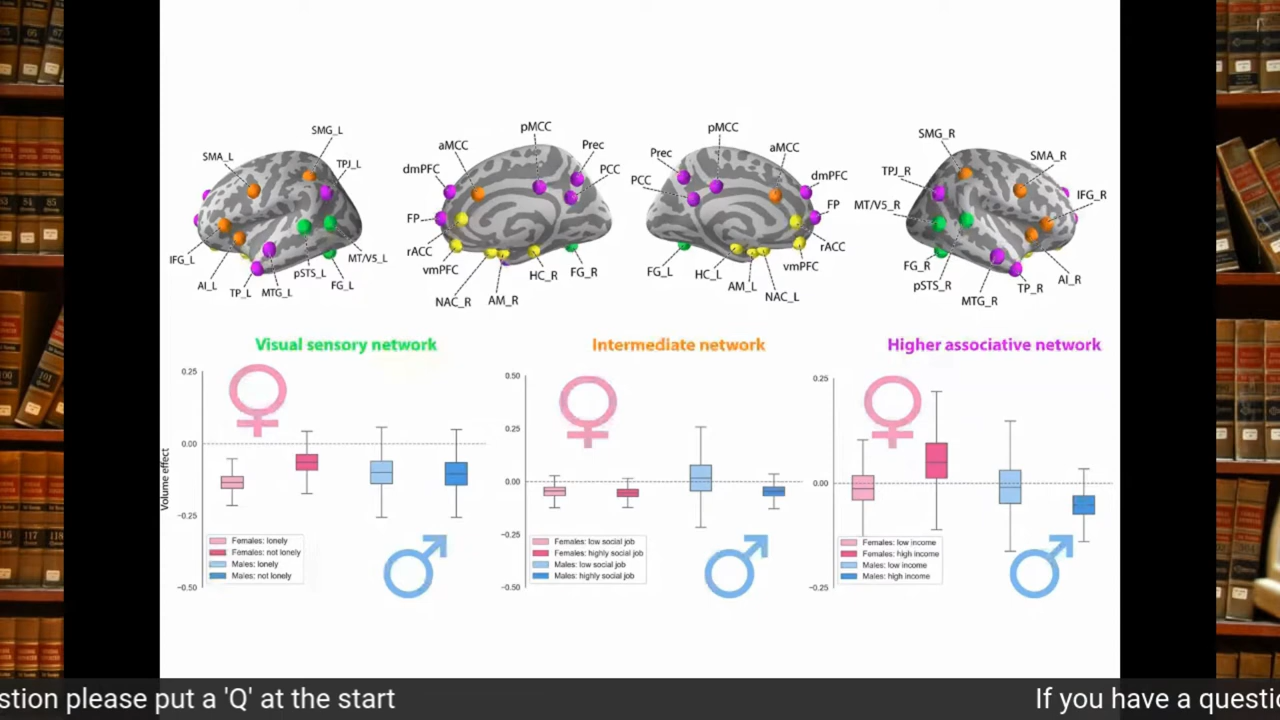 SMG_L
SMA_L
TPJ_L
IFG_L
AI_L
TP_L
MTG_L
pSTS_L
FG_L
MT/V5_L
pMCC
aMCC
Prec
dmPFC
PCC
FP
rACC
vmPFC
NAC_R
AM_R
HC_R
FG_R
pMCC
Prec
aMCC
PCC
dmPFC
FP
rACC
vmPFC
FG_L
HC_L
AM_L
NAC_L
SMG_R
SMA_R
TPJ_R
IFG_R
MT/V5_R
FG_R
pSTS_R
MTG_R
TP_R
AI_R
Visual sensory network
Intermediate network
Higher associative network
Volume effect
0.25
0.00
−0.25
−0.50
Females: lonely
Females: not lonely
Males: lonely
Males: not lonely
0.50
0.25
0.00
−0.25
−0.50
Females: low social job
Females: highly social job
Males: low social job
Males: highly social job
0.25
0.00
−0.25
Females: low income
Females: high income
Males: low income
Males: high income
stion please put a 'Q' at the start
If you have a questio